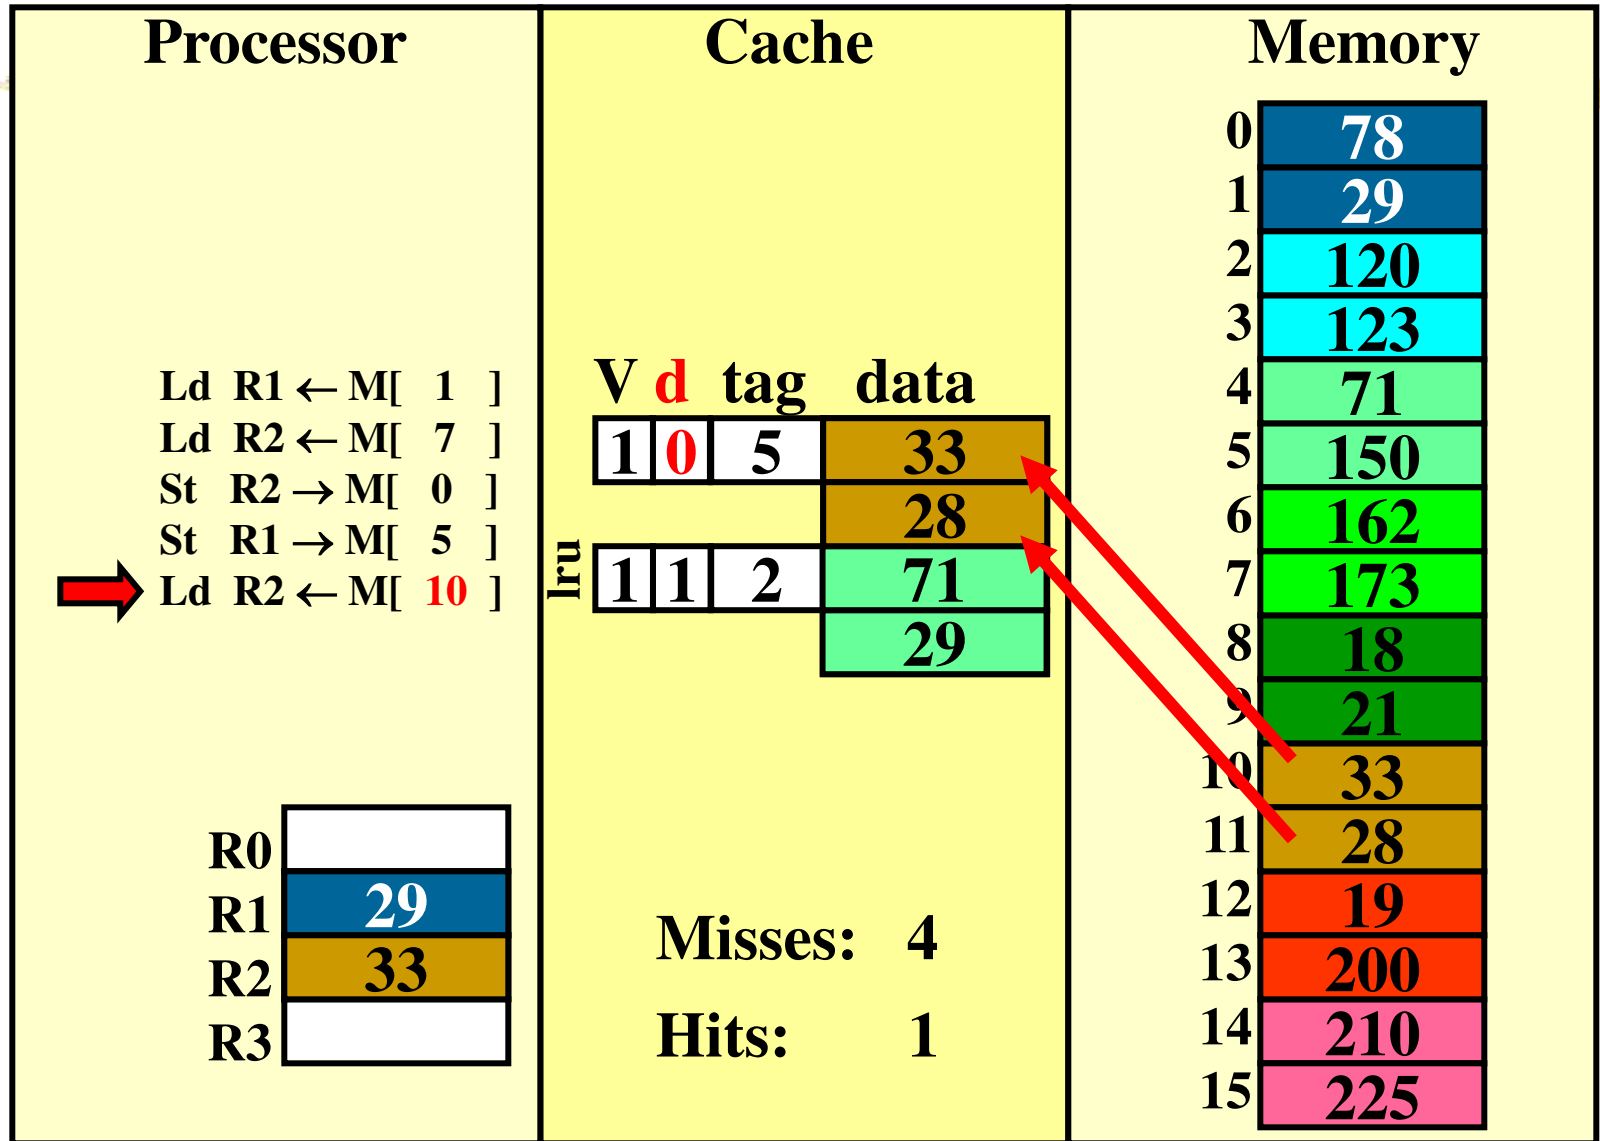 Processor
Ld R1 ← M[ 1 ]
Ld R2 ← M[ 7 ]
St R2 → M[ 0 ]
St R1 → M[ 5 ]
Ld R2 ← M[ 10 ]
R0
R1 29
R2 33
R3
Cache
V d tag data
1 0 5 33
28
lru
1 1 2 71
29
Misses: 4
Hits: 1
Memory
0 78
1 29
2 120
3 123
4 71
5 150
6 162
7 173
8 18
9 21
10 33
11 28
12 19
13 200
14 210
15 225